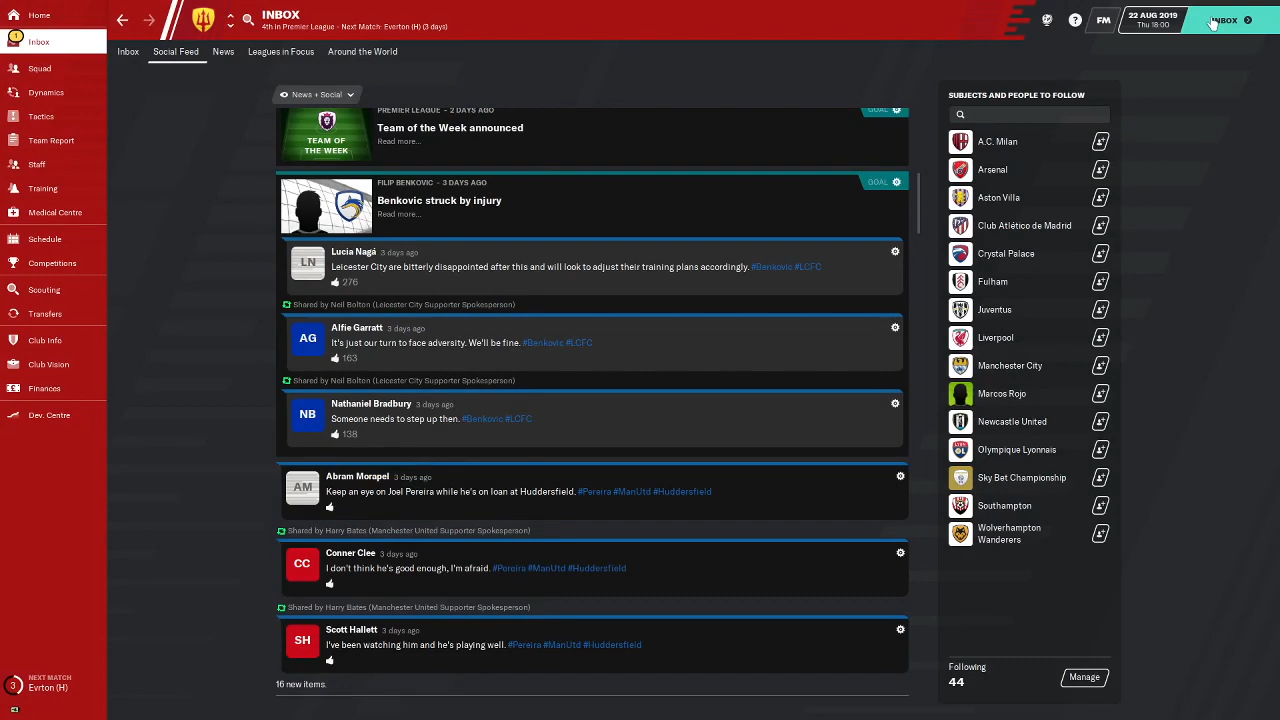 Home
INBOX
4th in Premier League - Next Match: Everton (H) (3 days)
FM
22 AUG 2019
Thu 18:00
INBOX
1
Inbox
Inbox
Social Feed
News
Leagues in Focus
Around the World
Squad
Dynamics
Tactics
Team Report
Staff
Training
Medical Centre
Schedule
Competitions
Scouting
Transfers
Club Info
Club Vision
Finances
Dev. Centre
3
NEXT MATCH
Evrton (H)
News + Social
PREMIER LEAGUE - 2 DAYS AGO
GOAL
TEAM OF
THE WEEK
Team of the Week announced
Read more...
FILIP BENKOVIC - 3 DAYS AGO
GOAL
Benkovic struck by injury
Read more...
LN
Lucia Nagá 3 days ago
Leicester City are bitterly disappointed after this and will look to adjust their training plans accordingly. #Benkovic #LCFC
276
Shared by Neil Bolton (Leicester City Supporter Spokesperson)
AG
Alfie Garratt 3 days ago
It's just our turn to face adversity. We'll be fine. #Benkovic #LCFC
163
Shared by Neil Bolton (Leicester City Supporter Spokesperson)
NB
Nathaniel Bradbury 3 days ago
Someone needs to step up then. #Benkovic #LCFC
138
AM
Abram Morapel 3 days ago
Keep an eye on Joel Pereira while he's on loan at Huddersfield. #Pereira #ManUtd #Huddersfield
Shared by Harry Bates (Manchester United Supporter Spokesperson)
CC
Conner Clee 3 days ago
I don't think he's good enough, I'm afraid. #Pereira #ManUtd #Huddersfield
Shared by Harry Bates (Manchester United Supporter Spokesperson)
SH
Scott Hallett 3 days ago
I've been watching him and he's playing well. #Pereira #ManUtd #Huddersfield
16 new items.
SUBJECTS AND PEOPLE TO FOLLOW
A.C. Milan
Arsenal
Aston Villa
Club Atlético de Madrid
Crystal Palace
Fulham
Juventus
Liverpool
Manchester City
Marcos Rojo
Newcastle United
Olympique Lyonnais
Sky Bet Championship
Southampton
Wolverhampton
Wanderers
Following
44
Manage